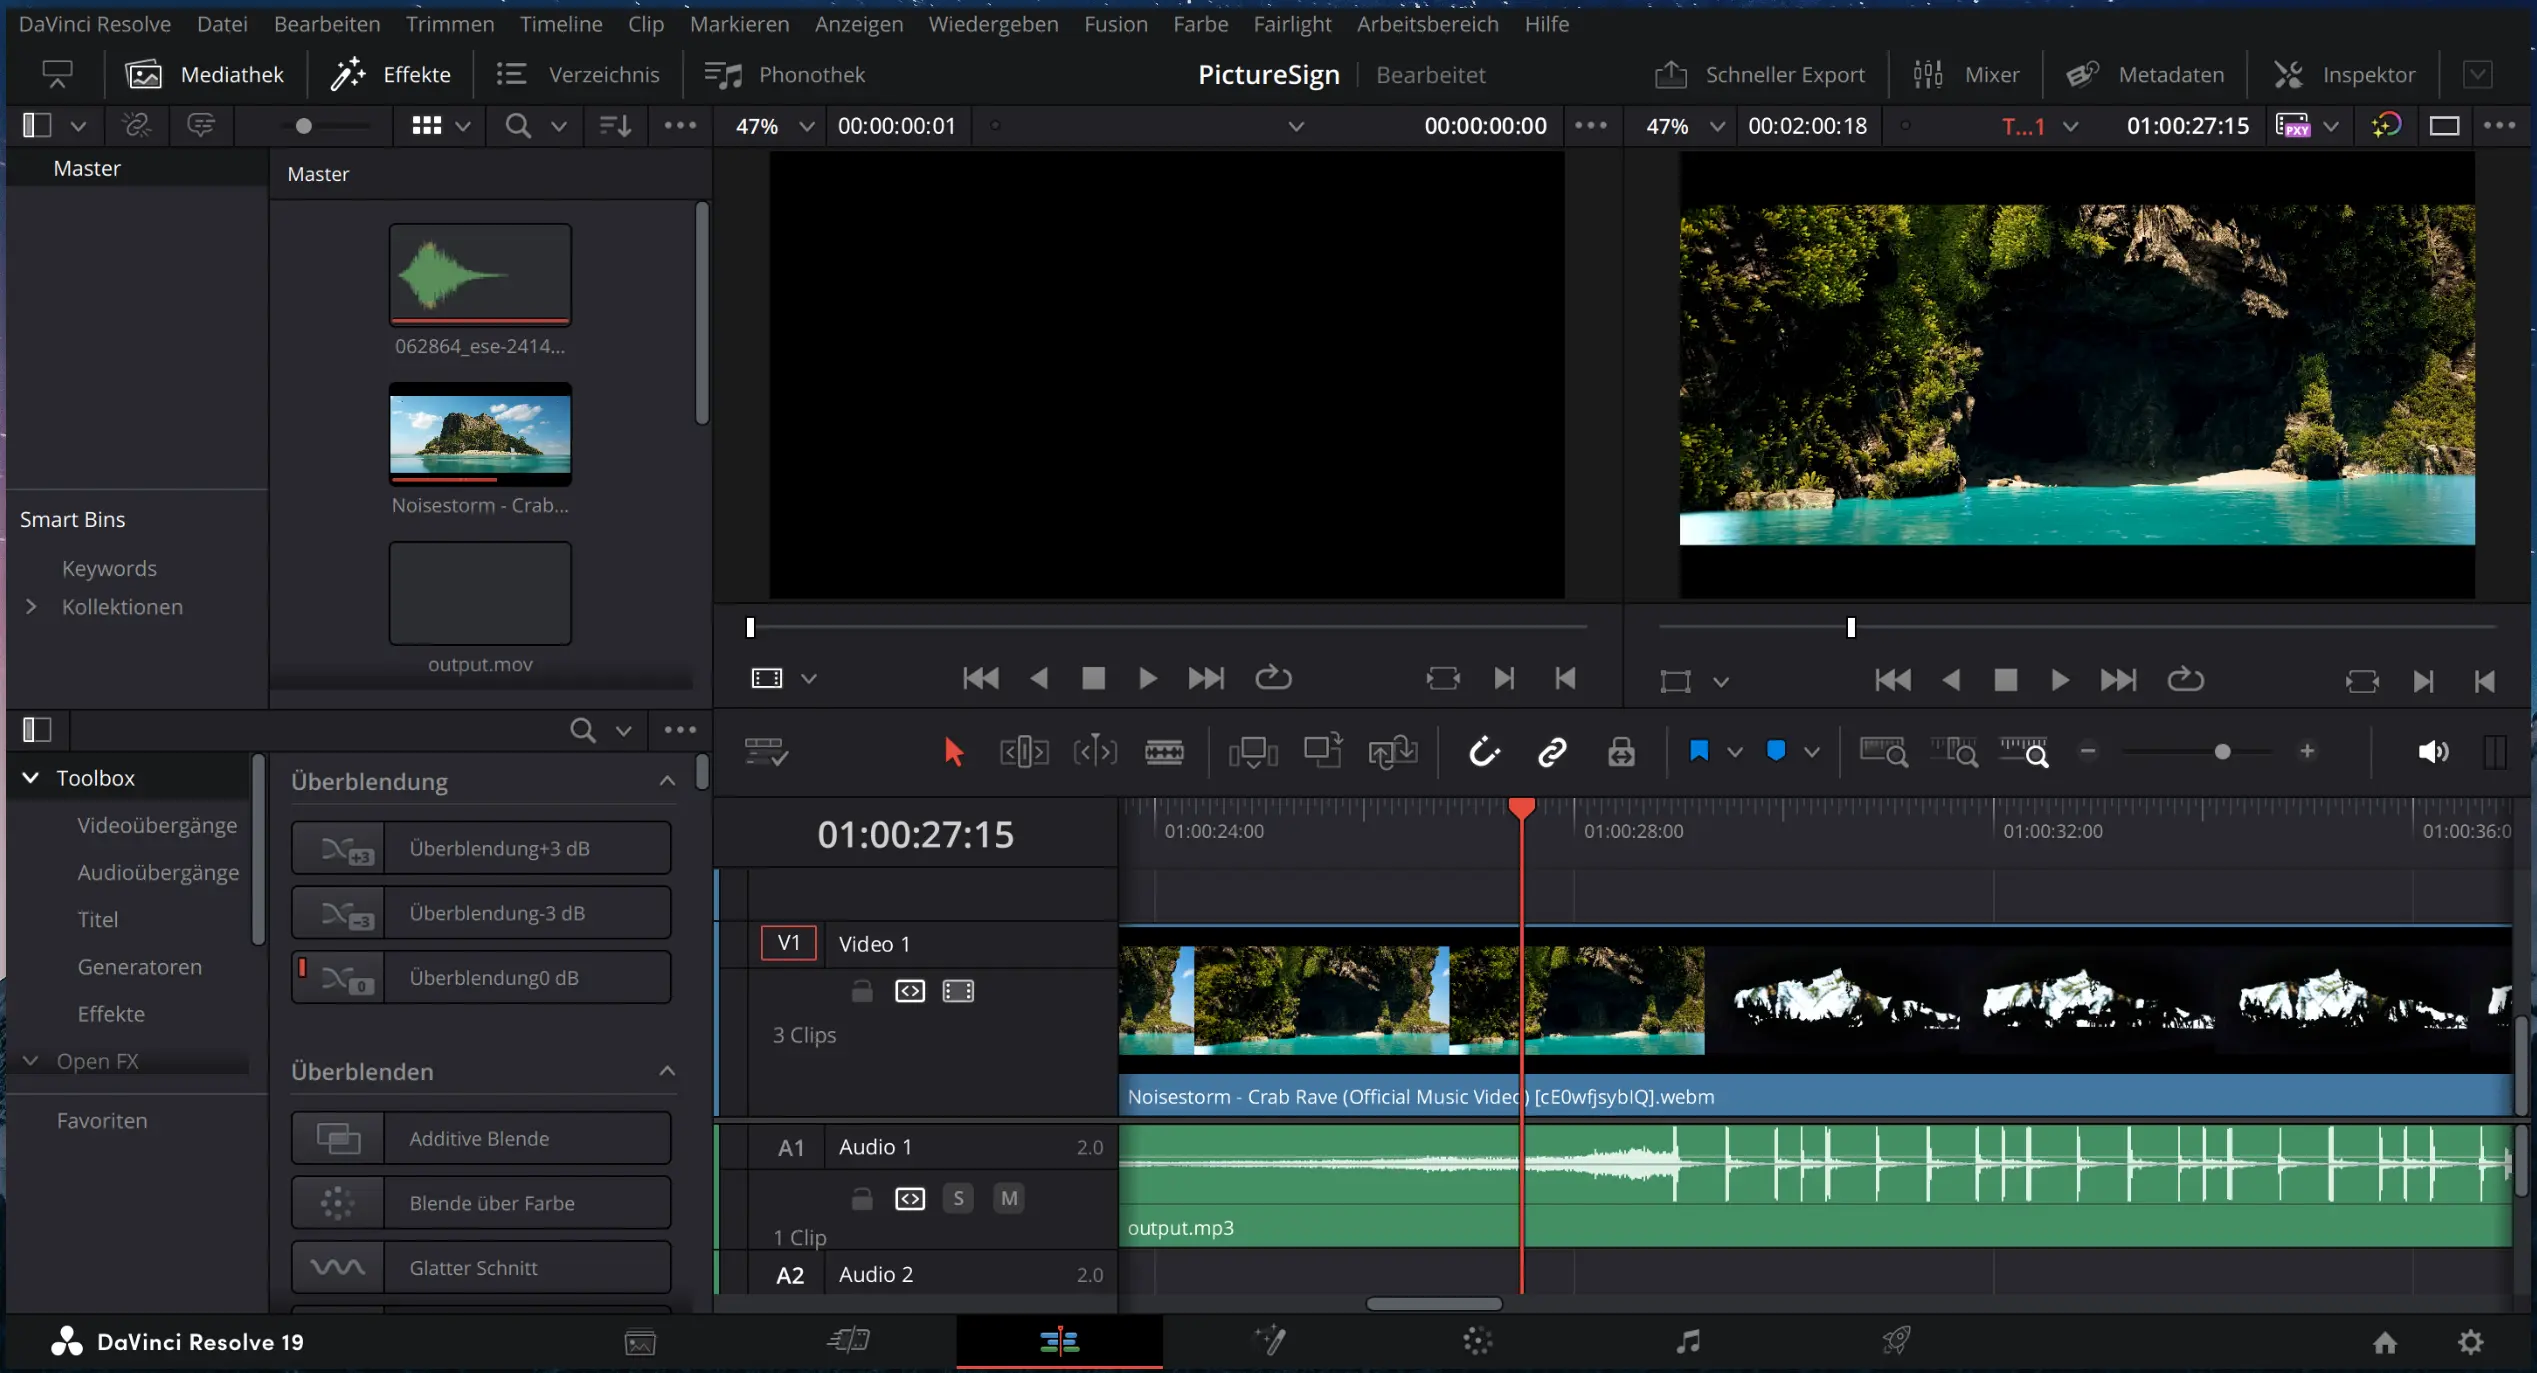 DaVinci Resolve Datei Bearbeiten Trimmen Timeline Clip Markieren Anzeigen Wiedergeben Fusion Farbe Fairlight Arbeitsbereich Hilfe
Mediathek Effekte Verzeichnis Phonothek PictureSign Bearbeitet Schneller Export Mixer Metadaten Inspektor
47% 00:00:00:01 00:00:00:00 47% 00:02:00:18 T...1 01:00:27:15 PXY
Master
Master
062864_ese-2414...
Noisestorm - Crab...
output.mov
Smart Bins
Keywords
Kollektionen
Toolbox
Videoübergänge
Audioübergänge
Titel
Generatoren
Effekte
Open FX
Favoriten
Überblendung
+3 Überblendung+3 dB
-3 Überblendung-3 dB
0 Überblendung0 dB
Überblenden
Additive Blende
Blende über Farbe
Glatter Schnitt
01:00:27:15
01:00:24:00 01:00:28:00 01:00:32:00 01:00:36:0
V1 Video 1
3 Clips
Noisestorm - Crab Rave (Official Music Video) [cE0wfjsybIQ].webm
A1 Audio 1 2.0
S M
1 Clip
output.mp3
A2 Audio 2 2.0
DaVinci Resolve 19